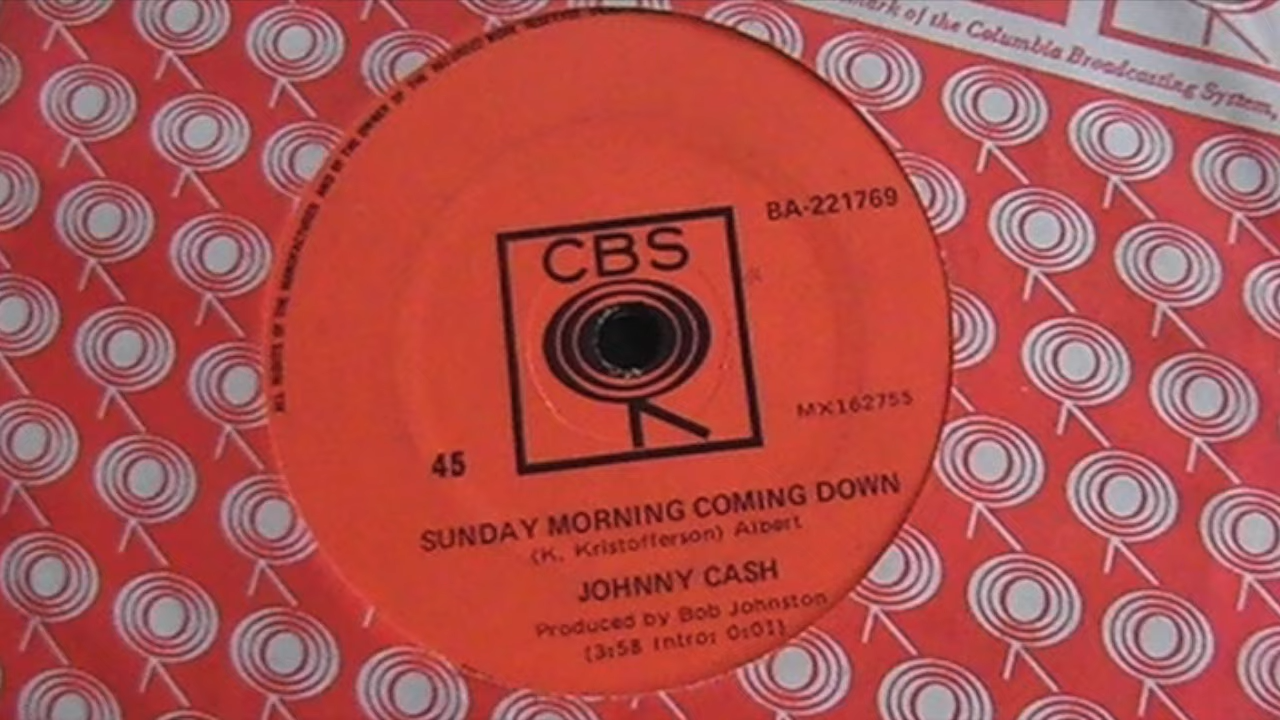 mark of the Columbia Broadcasting System,
BA-221769
CBS
MX162755
45
SUNDAY MORNING COMING DOWN
(K. Kristofferson) Albert
JOHNNY CASH
Produced by Bob Johnston
(3:58 Intro: 0:01)